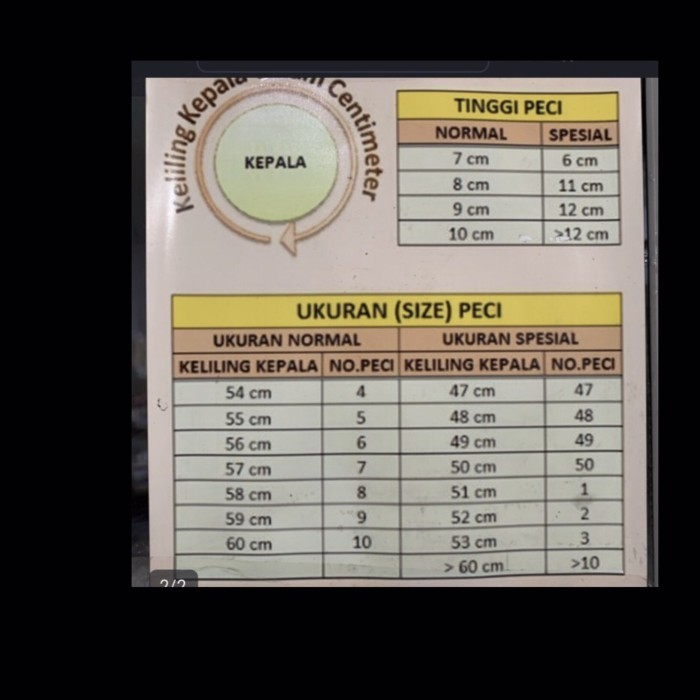 Keliling Kepala Centimeter
KEPALA
TINGGI PECI
NORMAL SPESIAL
7 cm 6 cm
8 cm 11 cm
9 cm 12 cm
10 cm >12 cm
UKURAN (SIZE) PECI
UKURAN NORMAL UKURAN SPESIAL
KELILING KEPALA NO.PECI KELILING KEPALA NO.PECI
54 cm 4 47 cm 47
55 cm 5 48 cm 48
56 cm 6 49 cm 49
57 cm 7 50 cm 50
58 cm 8 51 cm 1
59 cm 9 52 cm 2
60 cm 10 53 cm 3
> 60 cm >10
2/2